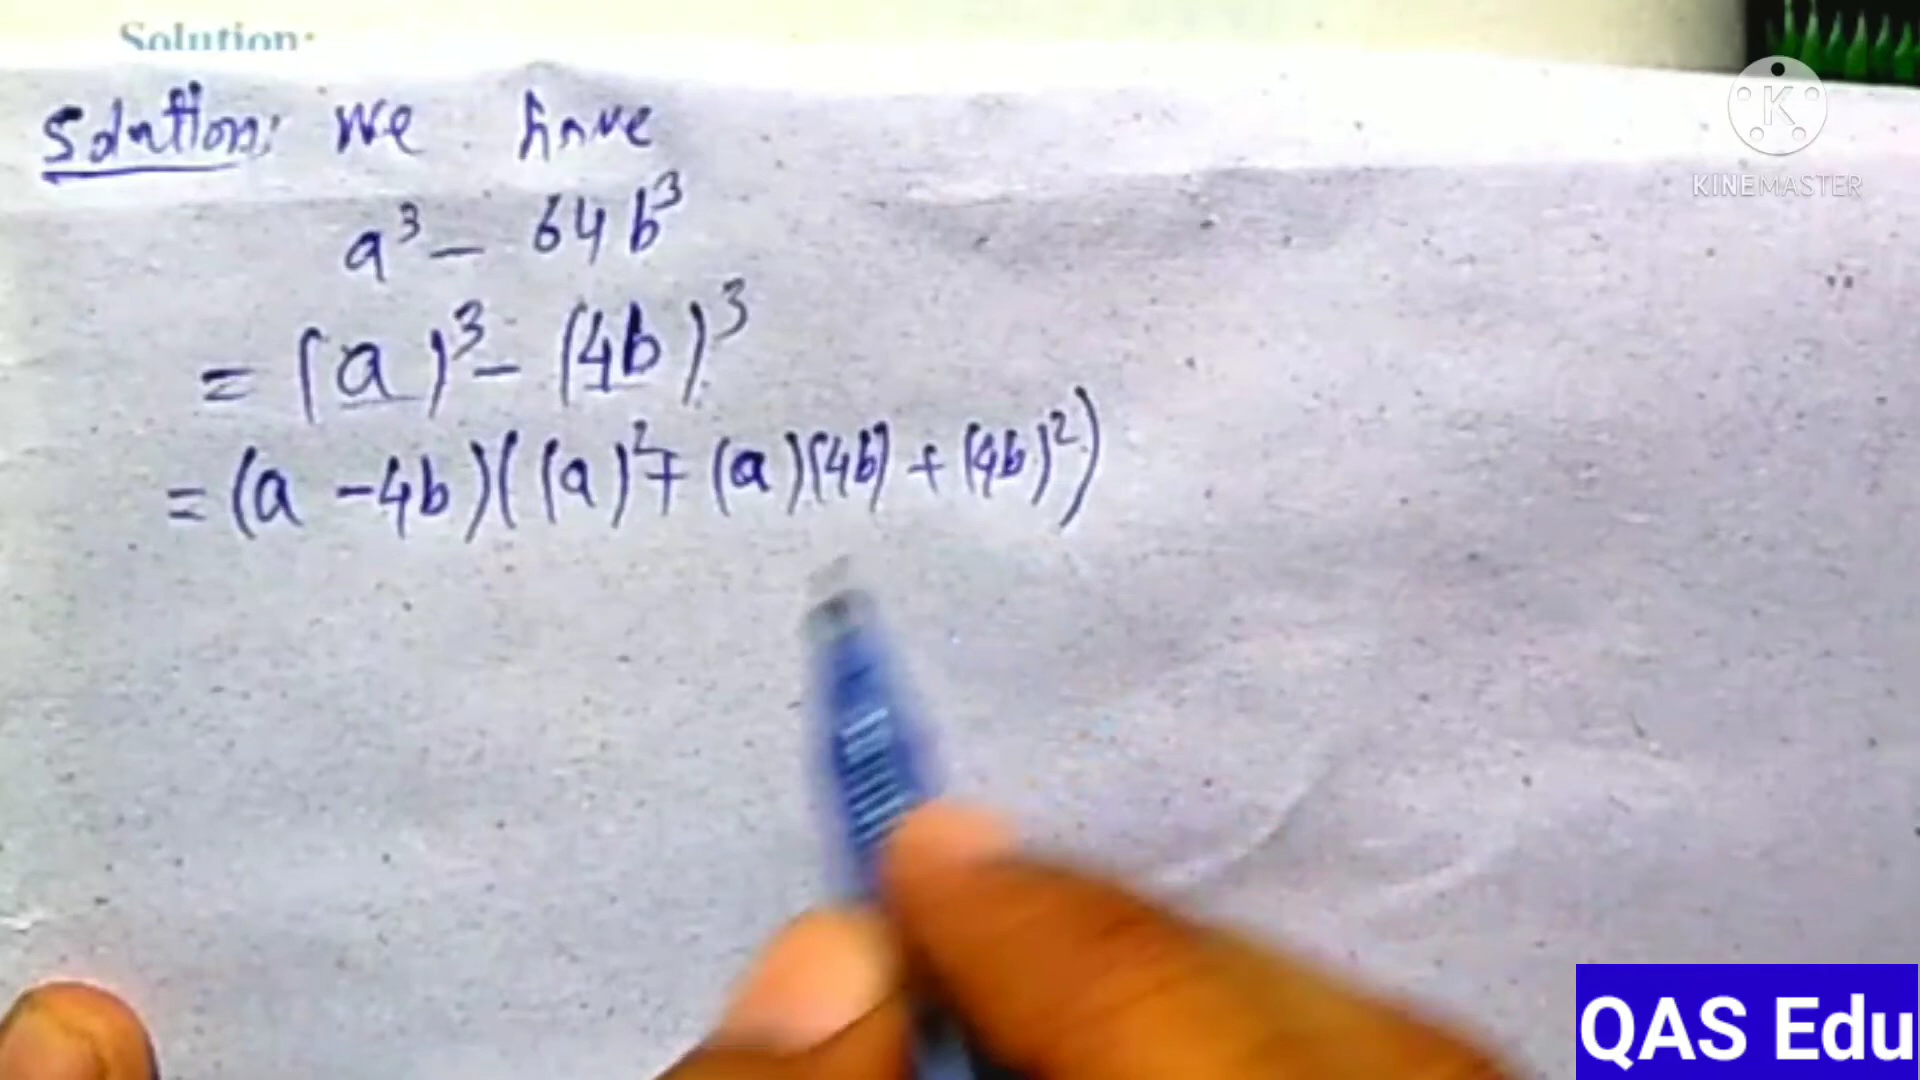 Solution:
Solution: We have
a³ - 64b³
= (a)³ - (4b)³
= (a - 4b)((a)² + (a)(4b) + (4b)²)
K
KINEMASTER
QAS Edu